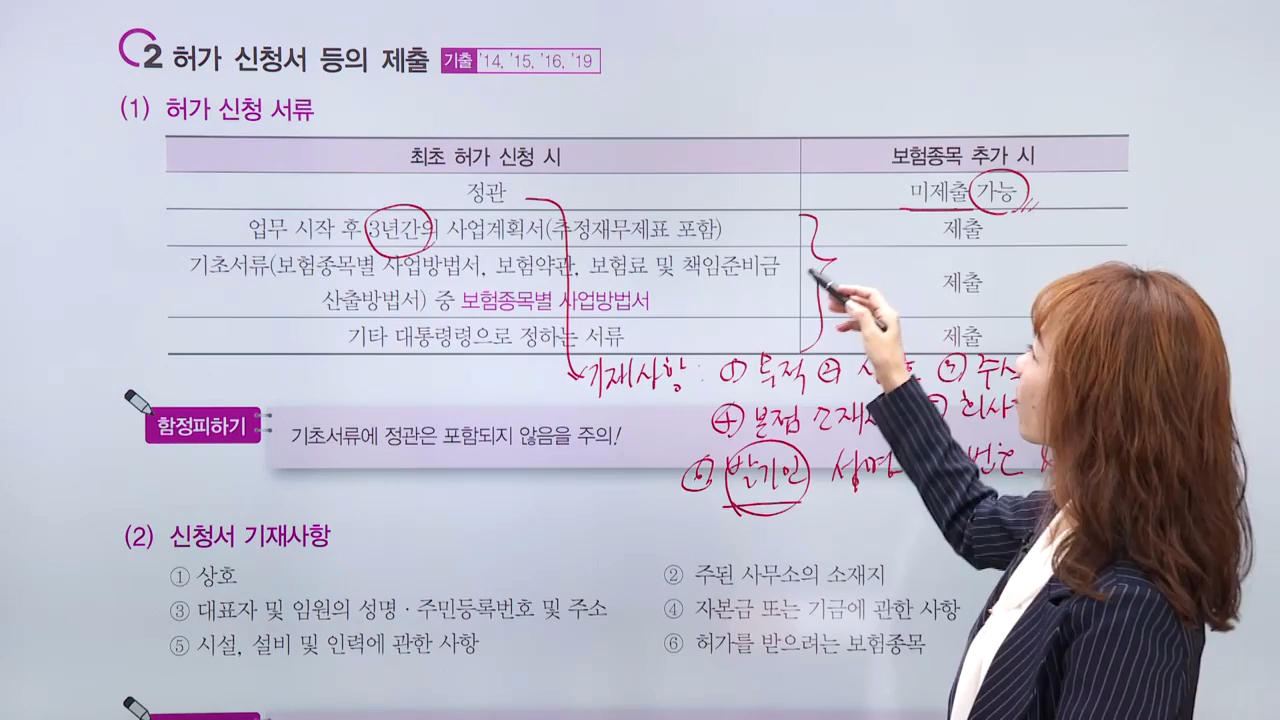 2 허가 신청서 등의 제출 기출 '14, '15, '16, '19
(1) 허가 신청 서류
최초 허가 신청 시 보험종목 추가 시
정관 미제출 가능
업무 시작 후 3년간의 사업계획서(추정재무제표 포함) 제출
기초서류(보험종목별 사업방법서, 보험약관, 보험료 및 책임준비금
산출방법서) 중 보험종목별 사업방법서 제출
기타 대통령령으로 정하는 서류 제출
기재사항: ① 목적 ②
④ 본점
함정피하기
기초서류에 정관은 포함되지 않음을 주의!
발기인 성명
(2) 신청서 기재사항
① 상호 ② 주된 사무소의 소재지
③ 대표자 및 임원의 성명·주민등록번호 및 주소 ④ 자본금 또는 기금에 관한 사항
⑤ 시설, 설비 및 인력에 관한 사항 ⑥ 허가를 받으려는 보험종목